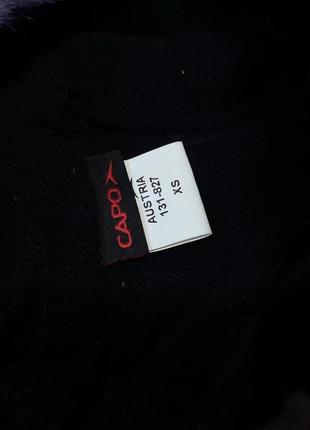 CAPO
AUSTRIA
131-827
XS